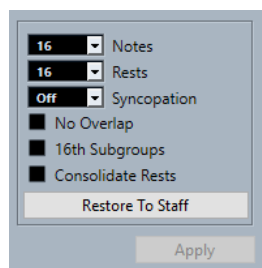 16 Notes
16 Rests
Off Syncopation
No Overlap
16th Subgroups
Consolidate Rests
Restore To Staff
Apply